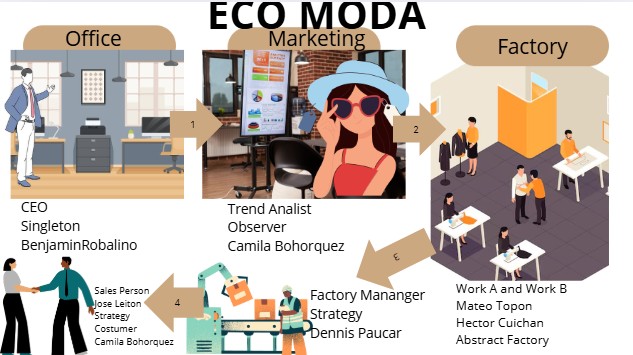 ECO MODA
Office
Marketing
Factory
1
2
CEO
Singleton
BenjaminRobalino
Trend Analist
Observer
Camila Bohorquez
3
Work A and Work B
Mateo Topon
Hector Cuichan
Abstract Factory
Factory Mananger
Strategy
Dennis Paucar
4
Sales Person
Jose Leiton
Strategy
Costumer
Camila Bohorquez